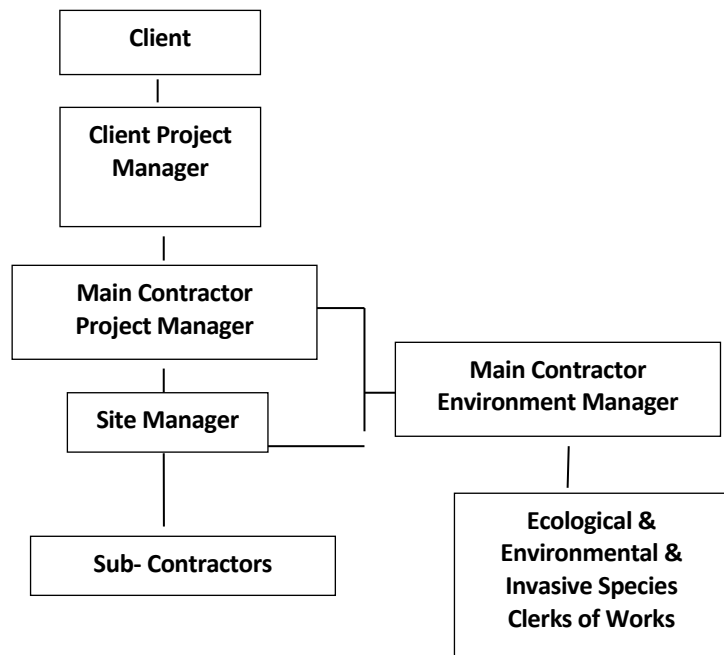 Client
Client Project
Manager
Main Contractor
Project Manager
Main Contractor
Environment Manager
Site Manager
Ecological &
Environmental &
Invasive Species
Clerks of Works
Sub- Contractors